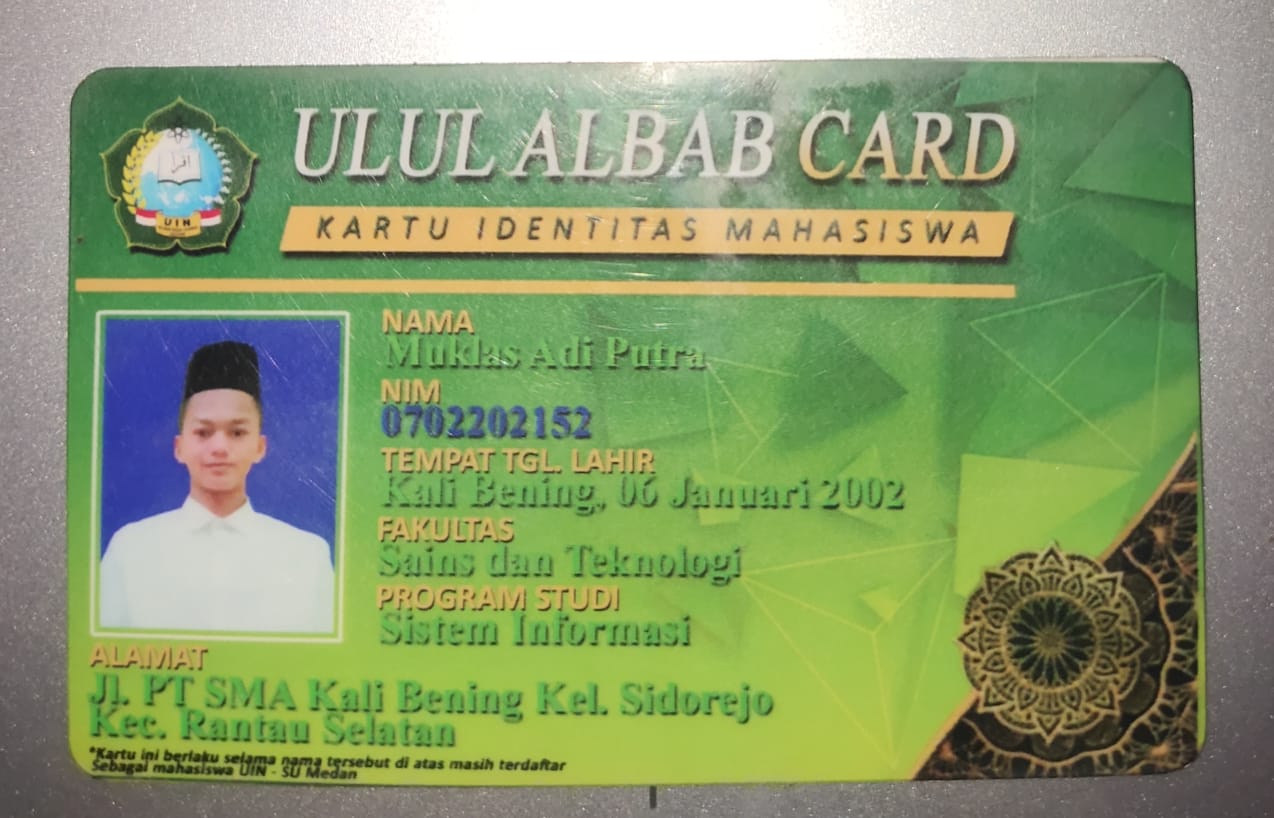 ULUL ALBAB CARD
KARTU IDENTITAS MAHASISWA
اقرأ
UIN
NAMA
Muklas Adi Putra
NIM
0702202152
TEMPAT TGL. LAHIR
Kali Bening, 06 Januari 2002
FAKULTAS
Sains dan Teknologi
PROGRAM STUDI
Sistem Informasi
ALAMAT
Jl. PT SMA Kali Bening Kel. Sidorejo
Kec. Rantau Selatan
*Kartu ini berlaku selama nama tersebut di atas masih terdaftar
Sebagai mahasiswa UIN - SU Medan